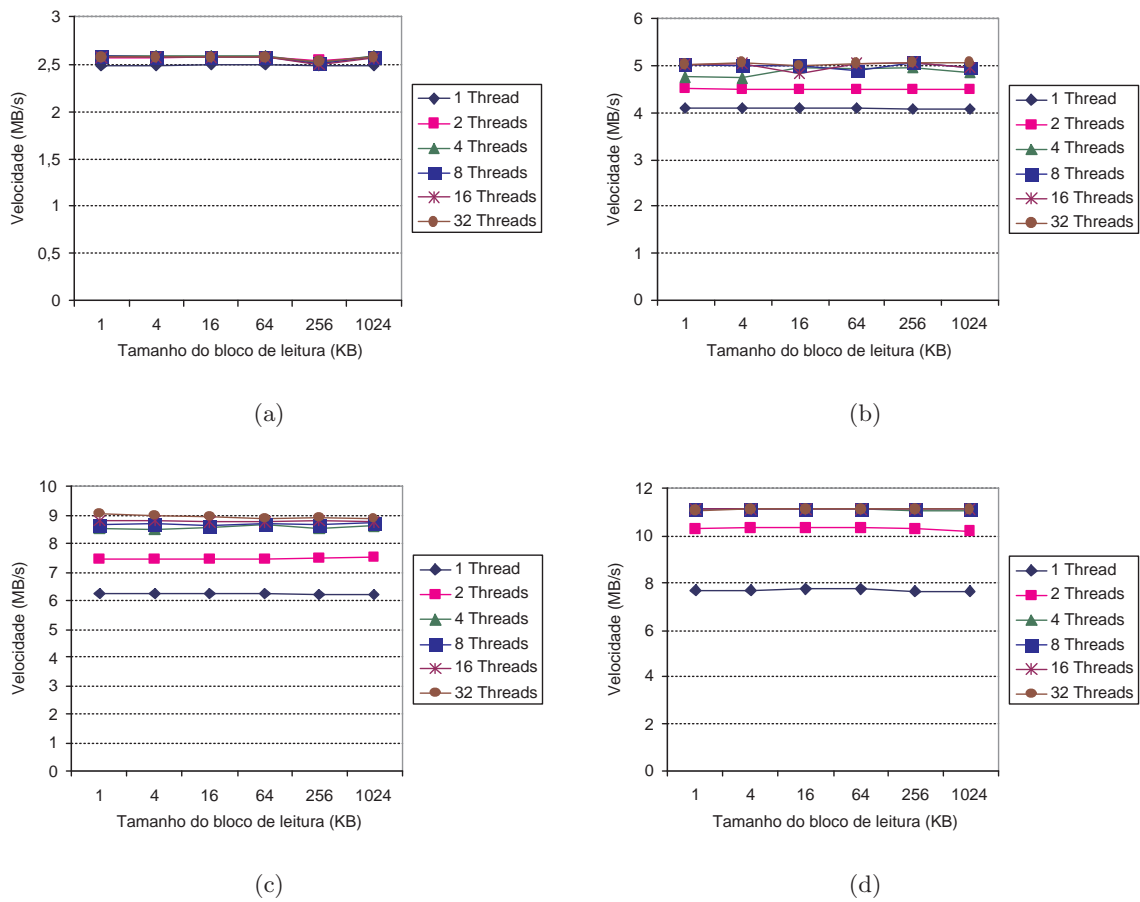 3
2,5
2
1,5
1
0,5
0
Velocidade (MB/s)
1 4 16 64 256 1024
Tamanho do bloco de leitura (KB)
1 Thread
2 Threads
4 Threads
8 Threads
16 Threads
32 Threads
(a)
6
5
4
3
2
1
0
Velocidade (MB/s)
1 4 16 64 256 1024
Tamanho do bloco de leitura (KB)
1 Thread
2 Threads
4 Threads
8 Threads
16 Threads
32 Threads
(b)
10
9
8
7
6
5
4
3
2
1
0
Velocidade (MB/s)
1 4 16 64 256 1024
Tamanho do bloco de leitura (KB)
1 Thread
2 Threads
4 Threads
8 Threads
16 Threads
32 Threads
(c)
12
10
8
6
4
2
0
Velocidade (MB/s)
1 4 16 64 256 1024
Tamanho do bloco de leitura (KB)
1 Thread
2 Threads
4 Threads
8 Threads
16 Threads
32 Threads
(d)